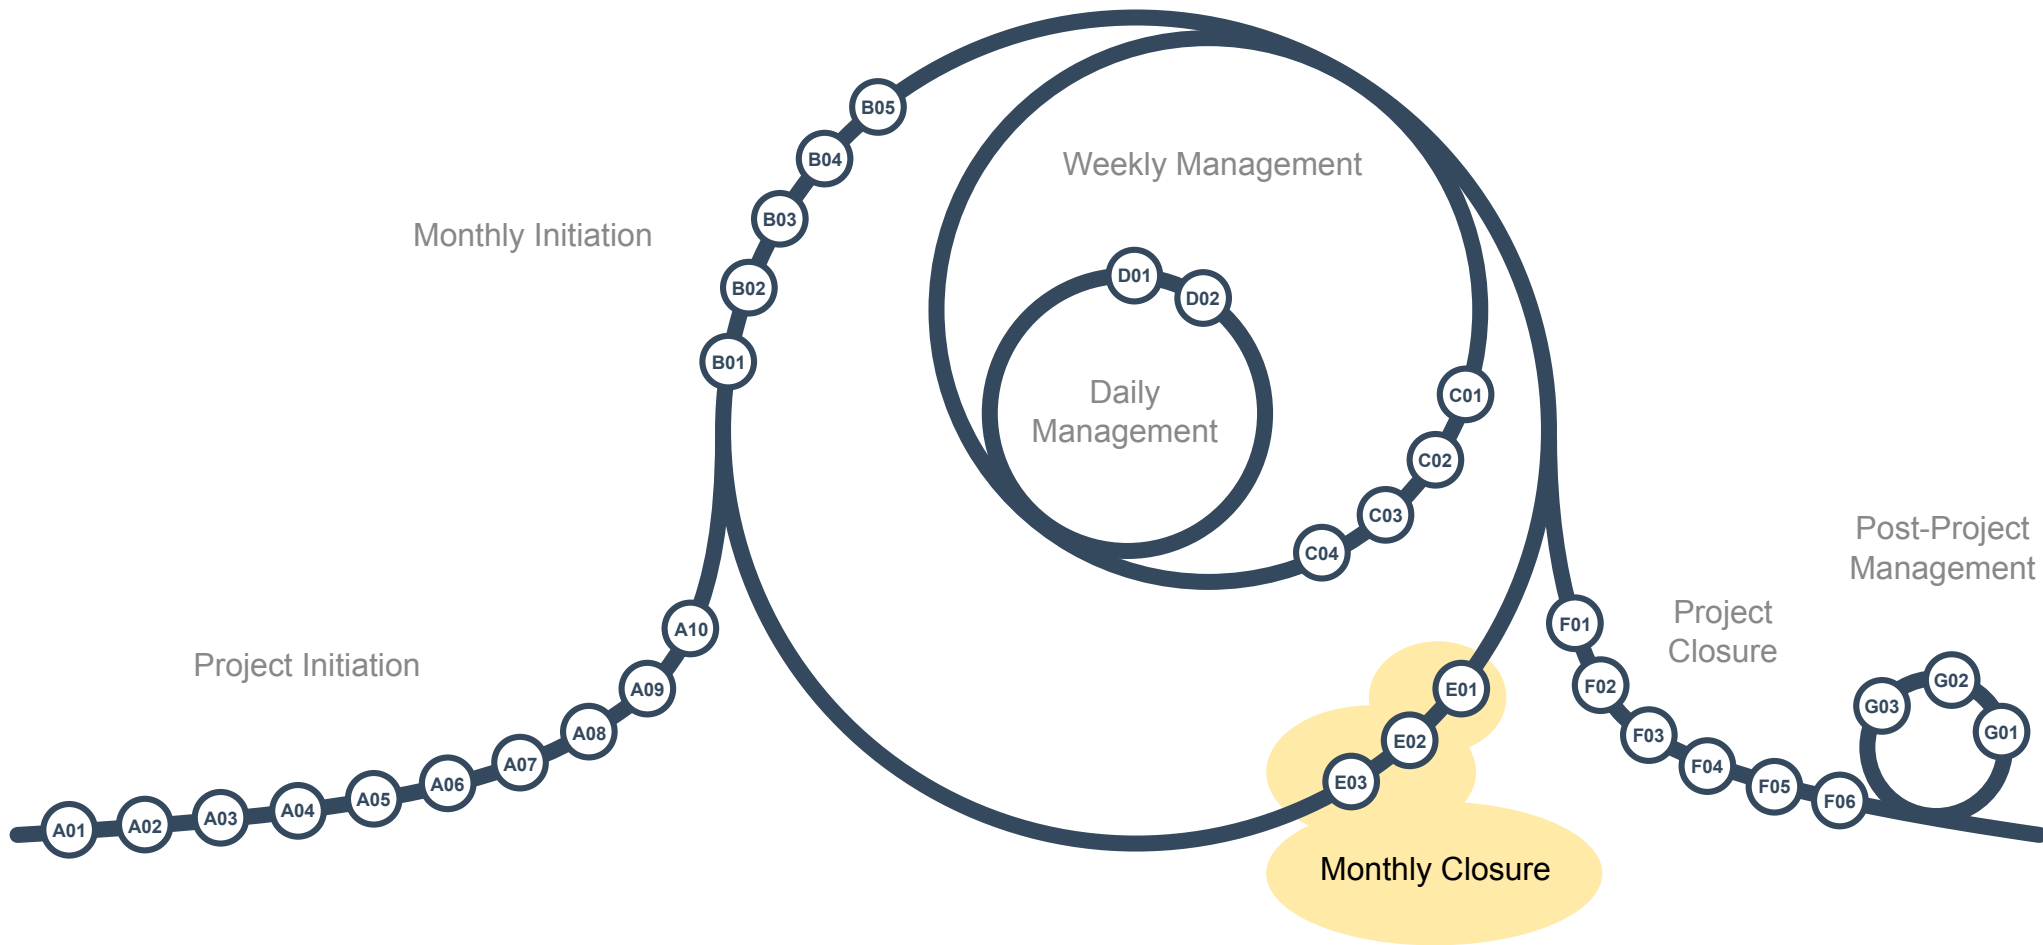 B05
B04
Weekly Management
B03
Monthly Initiation
D01
B02
D02
B01
Daily
Management
C01
C02
C03
C04
Post-Project
Management
Project
Closure
F01
A10
Project Initiation
F02
A09
E01
G02
G03
G01
A08
E02
F03
A07
F04
A06
E03
F05
A05
F06
A04
A03
A02
A01
Monthly Closure